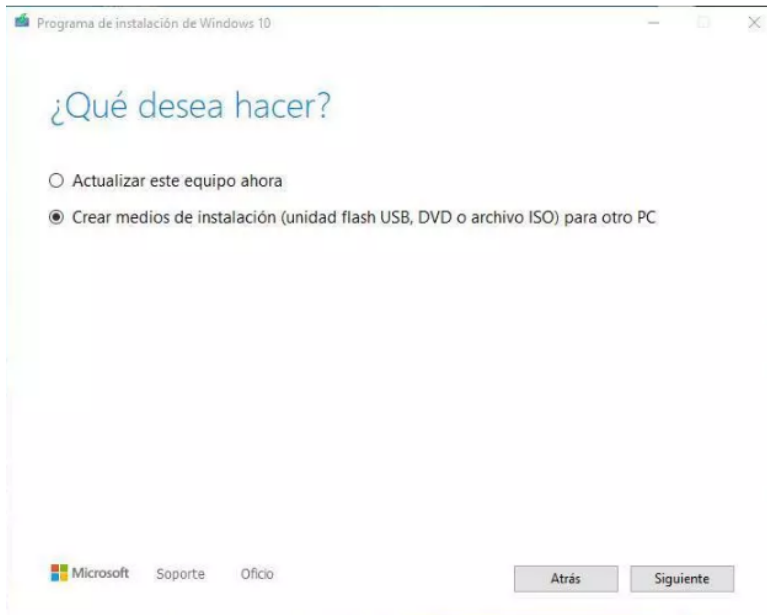 Programa de instalación de Windows 10
¿Qué desea hacer?
Actualizar este equipo ahora
Crear medios de instalación (unidad flash USB, DVD o archivo ISO) para otro PC
Microsoft Soporte Oficio Atrás Siguiente